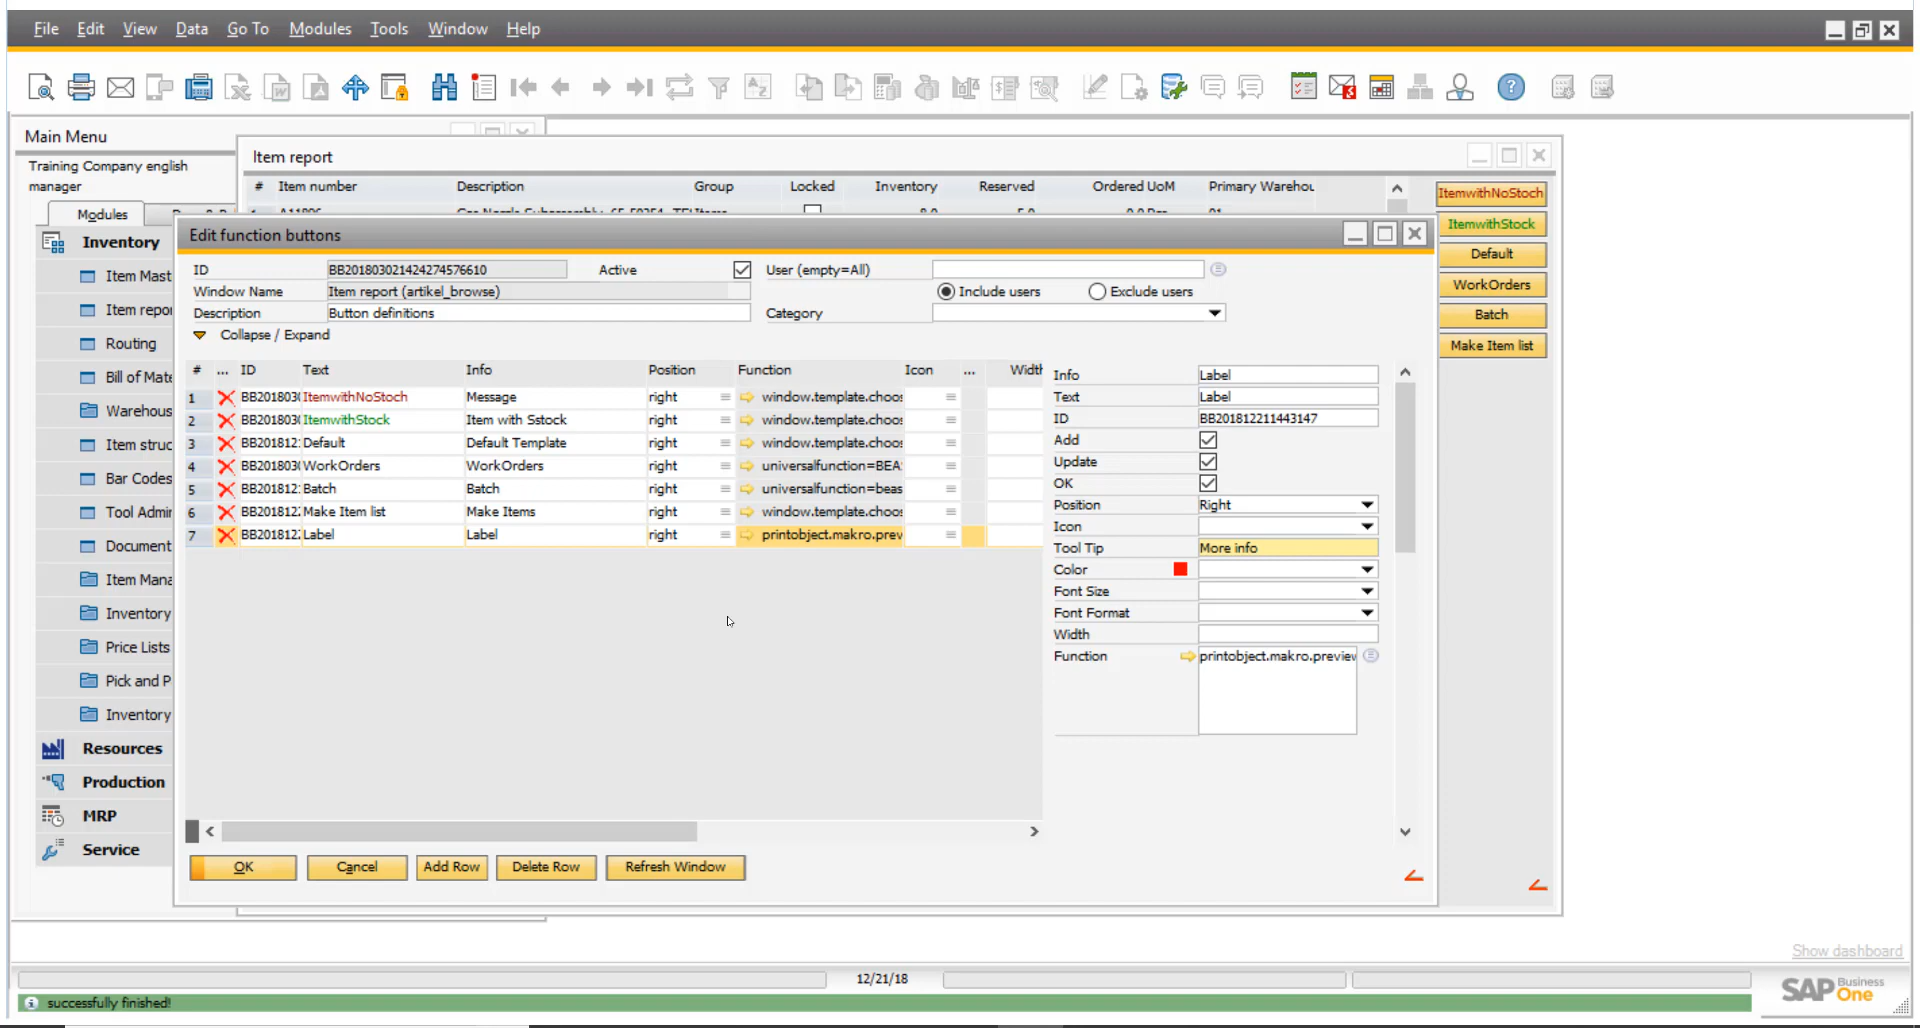 File Edit View Data Go To Modules Tools Window Help
Main Menu
Training Company english
manager
Modules
Inventory
Item Mast
Item repo
Routing
Bill of Mate
Warehous
Item struc
Bar Codes
Tool Admi
Document
Item Mana
Inventory
Price Lists
Pick and P
Inventory
Resources
Production
MRP
Service
Item report
# Item number Description Group Locked Inventory Reserved Ordered UoM Primary Warehou
ItemwithNoStoch
ItemwithStock
Default
WorkOrders
Batch
Make Item list
Edit function buttons
ID BB201803021424274576610 Active User (empty=All)
Window Name Item report (artikel_browse) Include users Exclude users
Description Button definitions Category
Collapse / Expand
# ... ID Text Info Position Function Icon ... Width
1 BB201803 ItemwithNoStoch Message right window.template.choos
2 BB201803 ItemwithStock Item with Sstock right window.template.choos
3 BB201812 Default Default Template right window.template.choos
4 BB201803 WorkOrders WorkOrders right universalfunction=BEA
5 BB201812 Batch Batch right universalfunction=beas
6 BB201812 Make Item list Make Items right window.template.choos
7 BB201812 Label Label right printobject.makro.prev
Info Label
Text Label
ID BB201812211443147
Add
Update
OK
Position Right
Icon
Tool Tip More info
Color
Font Size
Font Format
Width
Function printobject.makro.preview
OK Cancel Add Row Delete Row Refresh Window
Show dashboard
12/21/18
successfully finished!
SAP Business One